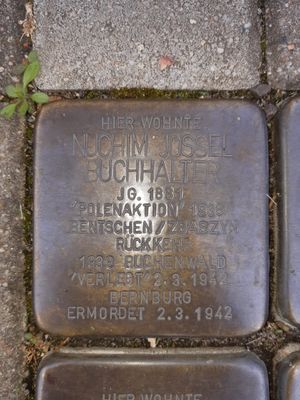 HIER WOHNTE
NUCHIM JOSSEL
BUCHHALTER
JG. 1881
"POLENAKTION" 1938
BENTSCHEN / ZBASZYN
RÜCKKEHR
1939 BUCHENWALD
"VERLEGT" 2.3.1942
BERNBURG
ERMORDET 2.3.1942
HIER WOHNTE